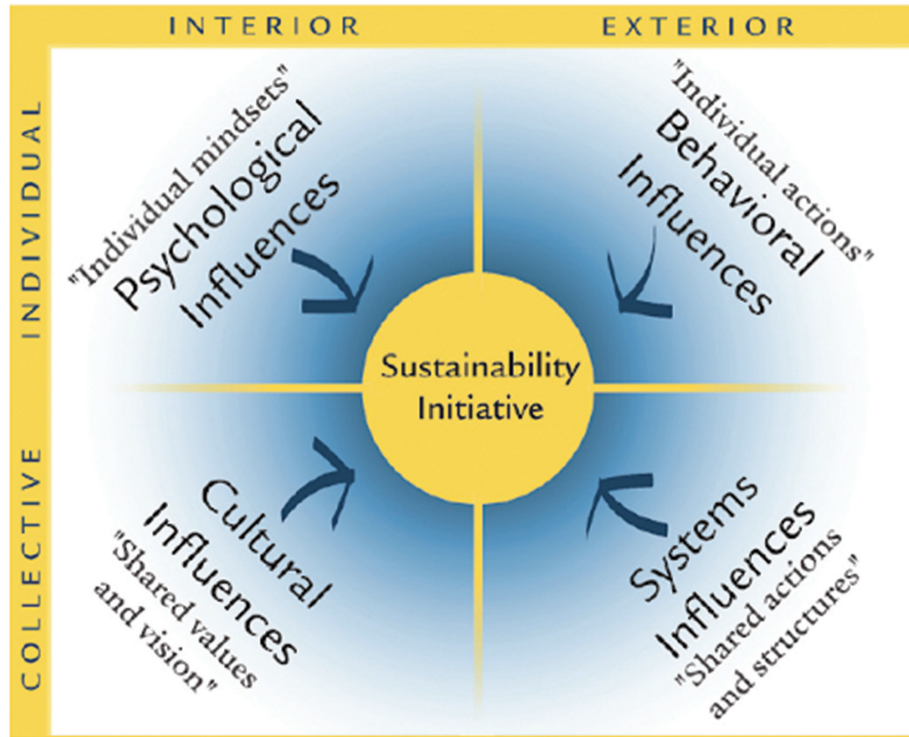 INTERIOR
EXTERIOR
INDIVIDUAL
COLLECTIVE
"Individual mindsets"
Psychological
Influences
"Individual actions"
Behavioral
Influences
Sustainability
Initiative
Cultural
Influences
"Shared values
and vision"
Systems
Influences
"Shared actions
and structures"